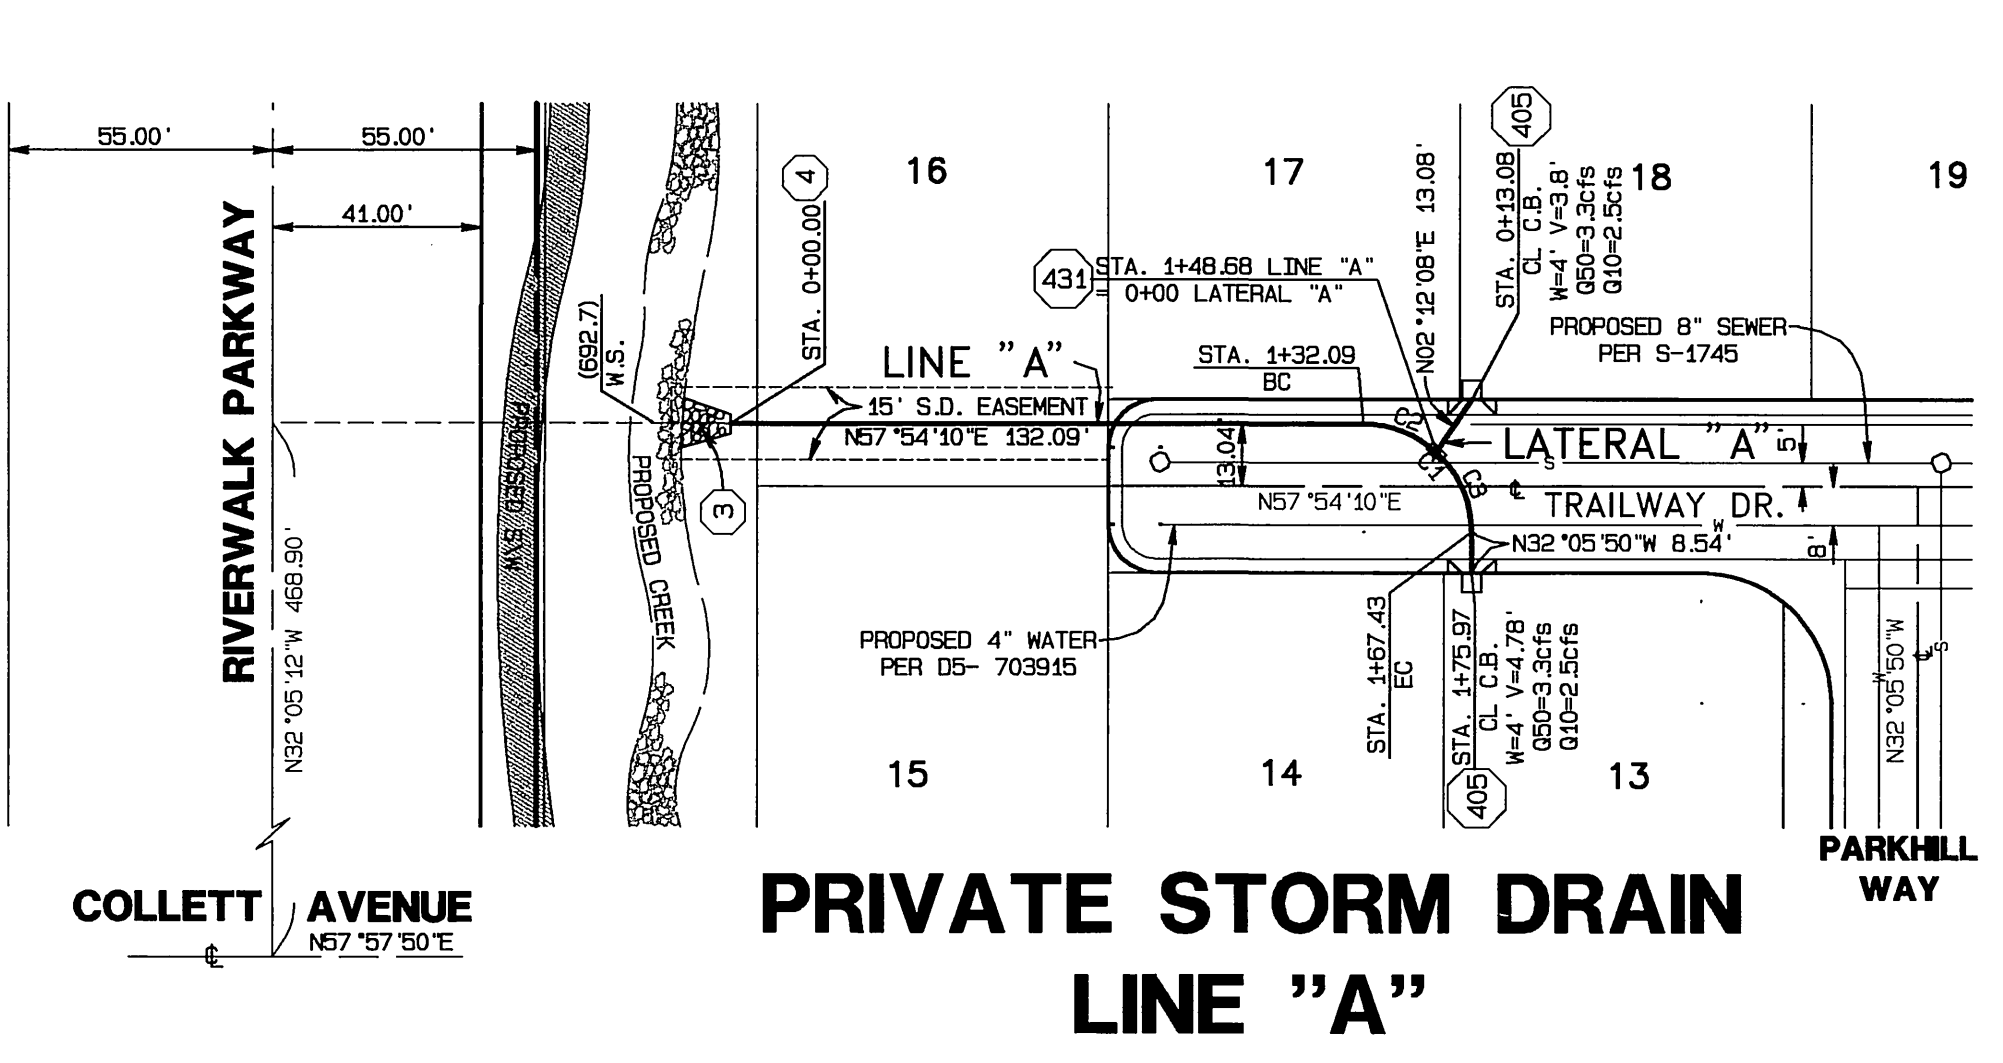 55.00'
55.00'
41.00'
RIVERWALK PARKWAY
N32°05'12"W 468.90'
COLLETT AVENUE
N57°57'50"E
℄
PROPOSED S/W
(692.7)
W.S.
PROPOSED CREEK
3
4
STA. 0+00.00
16
17
18
19
LINE "A"
15' S.D. EASEMENT
N57°54'10"E 132.09'
431
STA. 1+48.68 LINE "A"
= 0+00 LATERAL "A"
STA. 1+32.09
BC
N02°12'08"E 13.08'
405
STA. 0+13.08
CL C.B.
W=4' V=3.8'
Q50=3.3cfs
Q10=2.5cfs
PROPOSED 8" SEWER
PER S-1745
C2
C1
C3
13.04'
LATERAL "A"
S
5'
N57°54'10"E
℄
TRAILWAY DR.
W
N32°05'50"W 8.54'
8'
PROPOSED 4" WATER
PER D5- 703915
STA. 1+67.43
EC
STA. 1+75.97
CL C.B.
W=4' V=4.78'
Q50=3.3cfs
Q10=2.5cfs
405
15
14
13
N32°05'50"W
W
℄
S
PARKHILL
WAY
PRIVATE STORM DRAIN
LINE "A"